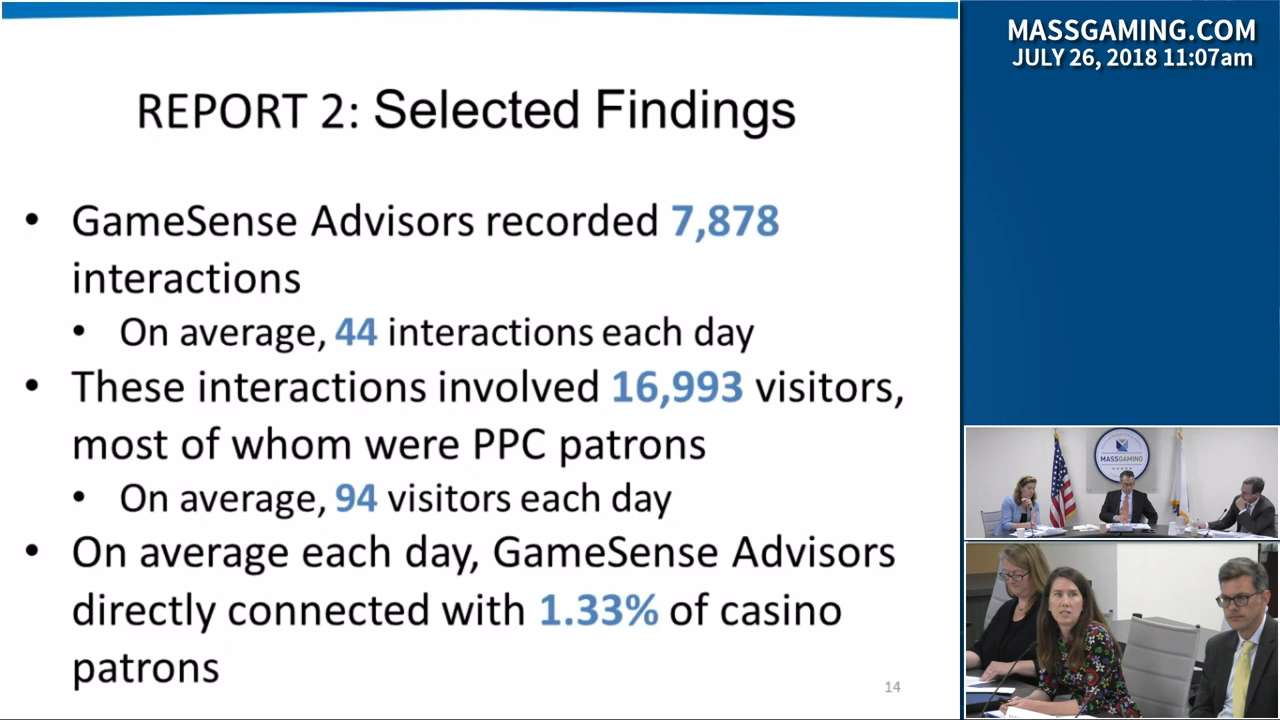 MASSGAMING.COM
JULY 26, 2018 11:07am
REPORT 2: Selected Findings
• GameSense Advisors recorded 7,878
interactions
• On average, 44 interactions each day
• These interactions involved 16,993 visitors,
most of whom were PPC patrons
• On average, 94 visitors each day
• On average each day, GameSense Advisors
directly connected with 1.33% of casino
patrons
14
MASSGAMING